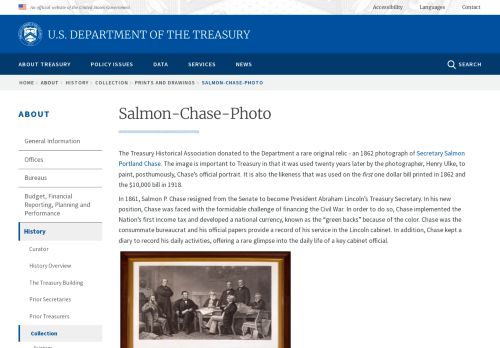 An official website of the United States Government
Accessibility Languages Contact
U.S. DEPARTMENT OF THE TREASURY
ABOUT TREASURY POLICY ISSUES DATA SERVICES NEWS SEARCH
HOME › ABOUT › HISTORY › COLLECTION › PRINTS AND DRAWINGS › SALMON-CHASE-PHOTO
ABOUT
General Information
Offices
Bureaus
Budget, Financial
Reporting, Planning and
Performance
History
Curator
History Overview
The Treasury Building
Prior Secretaries
Prior Treasurers
Collection
Salmon-Chase-Photo
The Treasury Historical Association donated to the Department a rare original relic - an 1862 photograph of Secretary Salmon
Portland Chase. The image is important to Treasury in that it was used twenty years later by the photographer, Henry Ulke, to
paint, posthumously, Chase's official portrait. It is also the likeness that was used on the first one dollar bill printed in 1862 and
the $10,000 bill in 1918.
In 1861, Salmon P. Chase resigned from the Senate to become President Abraham Lincoln's Treasury Secretary. In his new
position, Chase was faced with the formidable challenge of financing the Civil War. In order to do so, Chase implemented the
Nation's first income tax and developed a national currency, known as the "green backs" because of the color. Chase was the
consummate bureaucrat and his official papers provide a record of his service in the Lincoln cabinet. In addition, Chase kept a
diary to record his daily activities, offering a rare glimpse into the daily life of a key cabinet official.